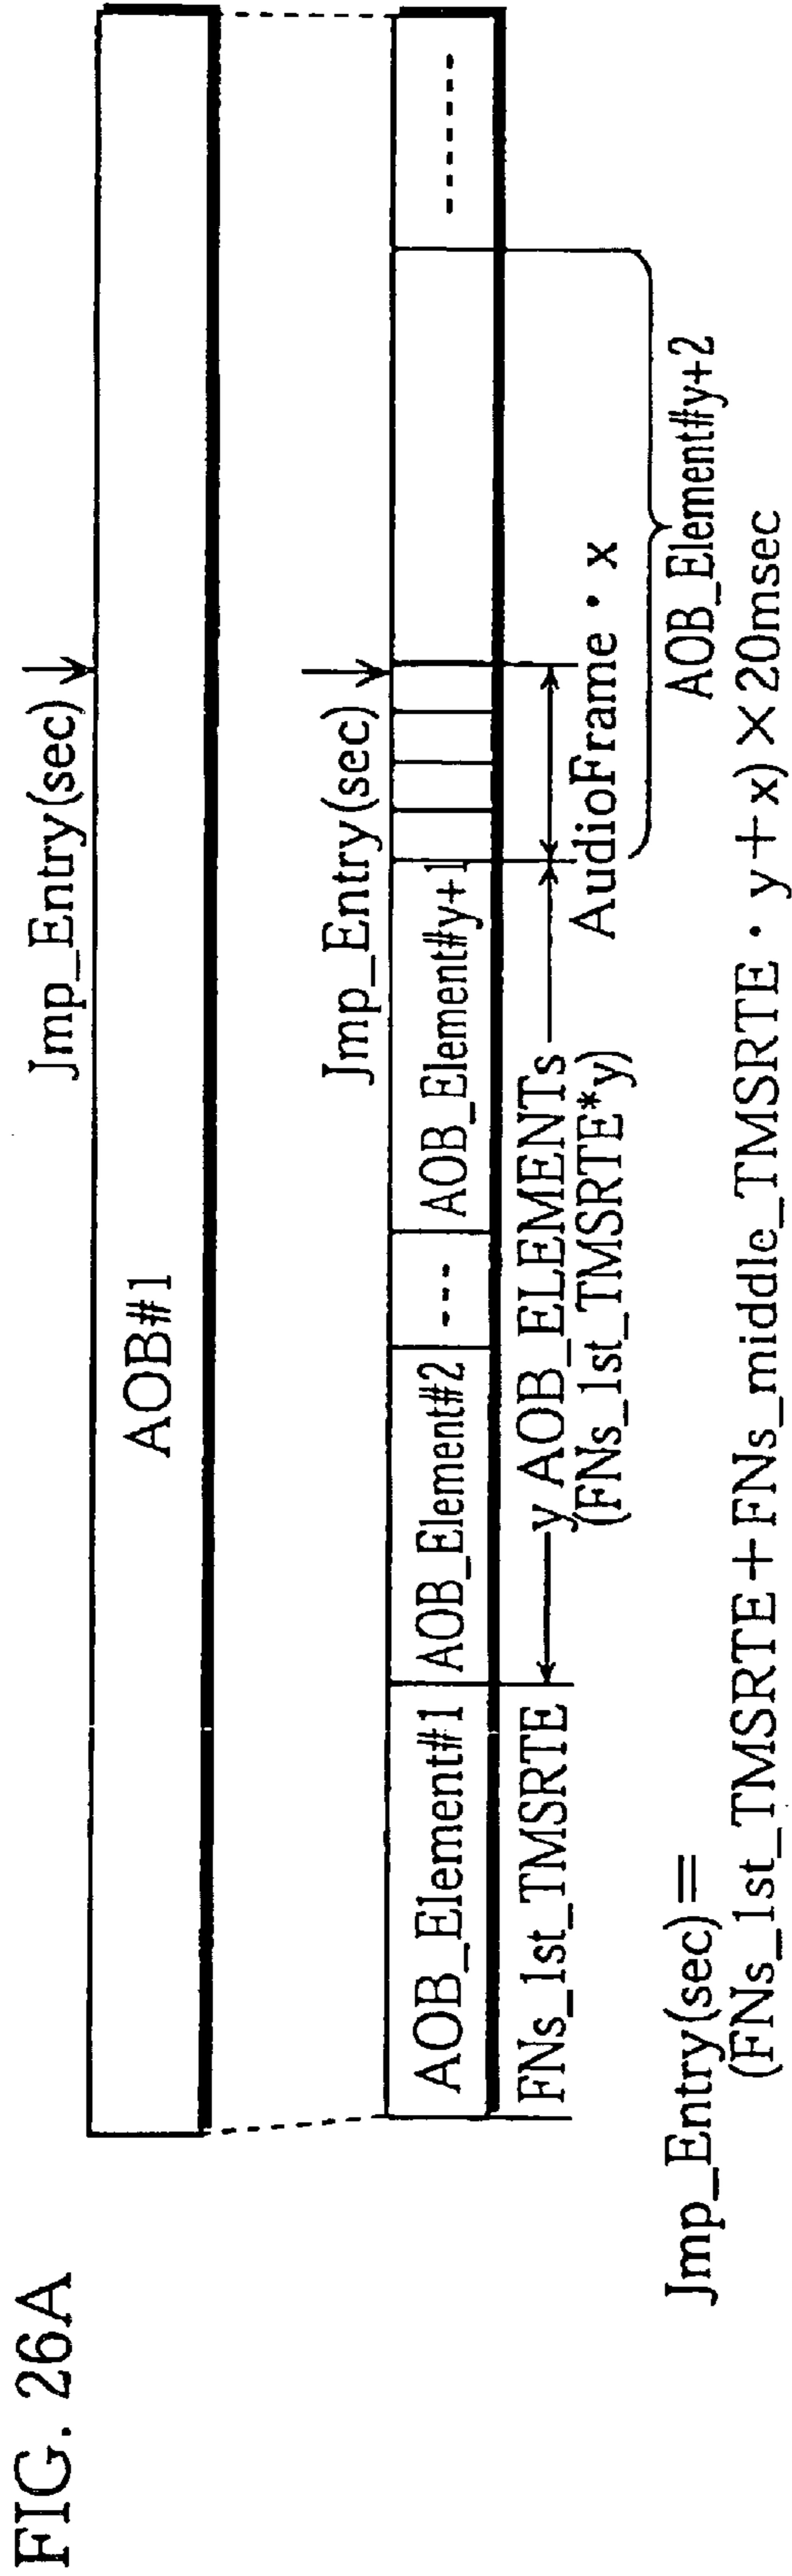 FIG. 26A
Jmp_Entry(sec)
AOB#1
Jmp_Entry(sec)
AOB_Element#1
AOB_Element#2
AOB_Element#y+1
FNs_1st_TMSRTE
y AOB_ELEMENTs
(FNs_1st_TMSRTE*y)
AudioFrame・x
AOB_Element#y+2
Jmp_Entry(sec)=
(FNs_1st_TMSRTE+FNs_middle_TMSRTE・y+x)×20msec